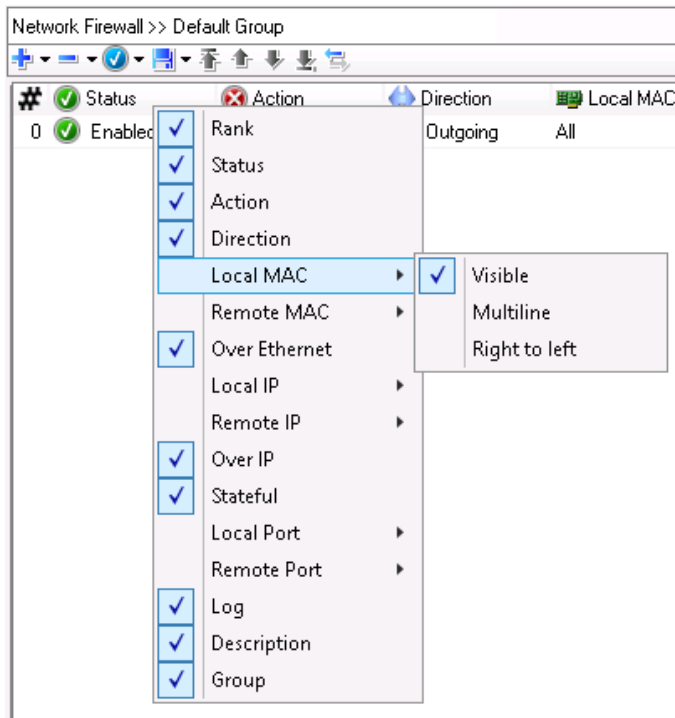 Network Firewall >> Default Group
# Status Action Direction Local MAC
0 Enabled Outgoing All
Rank
Status
Action
Direction
Local MAC
Visible
Remote MAC
Multiline
Over Ethernet
Right to left
Local IP
Remote IP
Over IP
Stateful
Local Port
Remote Port
Log
Description
Group